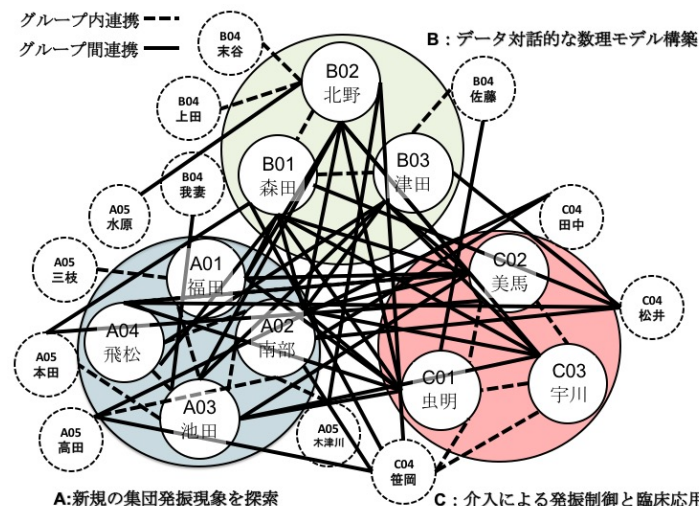 グループ内連携
グループ間連携
B：データ対話的な数理モデル構築
B04
末谷
B04
上田
B04
我妻
B04
佐藤
B02
北野
B01
森田
B03
津田
A05
水原
A05
三枝
A05
本田
A05
高田
A05
木津川
A01
福田
A02
南部
A04
飛松
A03
池田
C04
田中
C04
松井
C04
笹岡
C02
美馬
C01
虫明
C03
宇川
A:新規の集団発振現象を探索
C：介入による発振制御と臨床応用